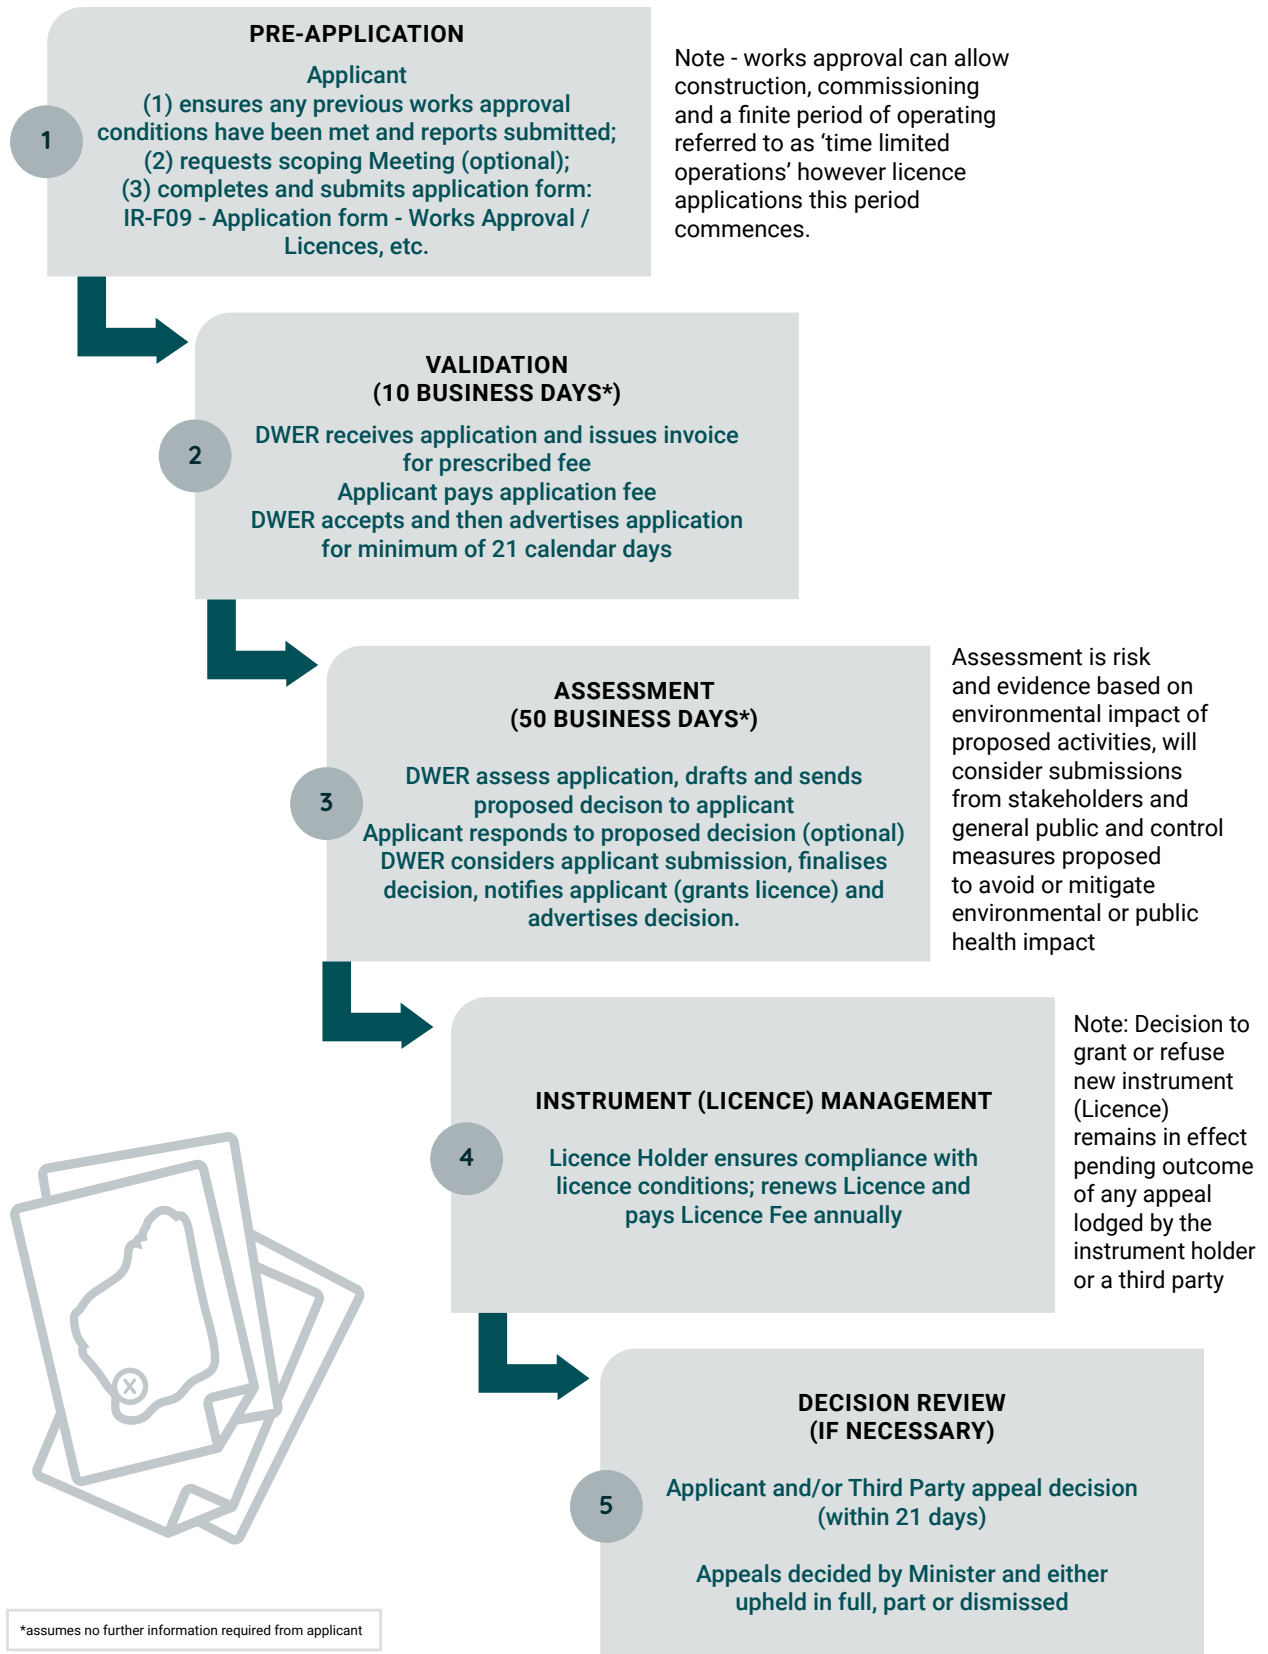 PRE-APPLICATION
Applicant
(1) ensures any previous works approval
conditions have been met and reports submitted;
(2) requests scoping Meeting (optional);
(3) completes and submits application form:
IR-F09 - Application form - Works Approval /
Licences, etc.
1
Note - works approval can allow
construction, commissioning
and a finite period of operating
referred to as ‘time limited
operations’ however licence
applications this period
commences.
VALIDATION
(10 BUSINESS DAYS*)
2
DWER receives application and issues invoice
for prescribed fee
Applicant pays application fee
DWER accepts and then advertises application
for minimum of 21 calendar days
ASSESSMENT
(50 BUSINESS DAYS*)
3
DWER assess application, drafts and sends
proposed decison to applicant
Applicant responds to proposed decision (optional)
DWER considers applicant submission, finalises
decision, notifies applicant (grants licence) and
advertises decision.
Assessment is risk
and evidence based on
environmental impact of
proposed activities, will
consider submissions
from stakeholders and
general public and control
measures proposed
to avoid or mitigate
environmental or public
health impact
INSTRUMENT (LICENCE) MANAGEMENT
4
Licence Holder ensures compliance with
licence conditions; renews Licence and
pays Licence Fee annually
Note: Decision to
grant or refuse
new instrument
(Licence)
remains in effect
pending outcome
of any appeal
lodged by the
instrument holder
or a third party
DECISION REVIEW
(IF NECESSARY)
5
Applicant and/or Third Party appeal decision
(within 21 days)
Appeals decided by Minister and either
upheld in full, part or dismissed
X
*assumes no further information required from applicant